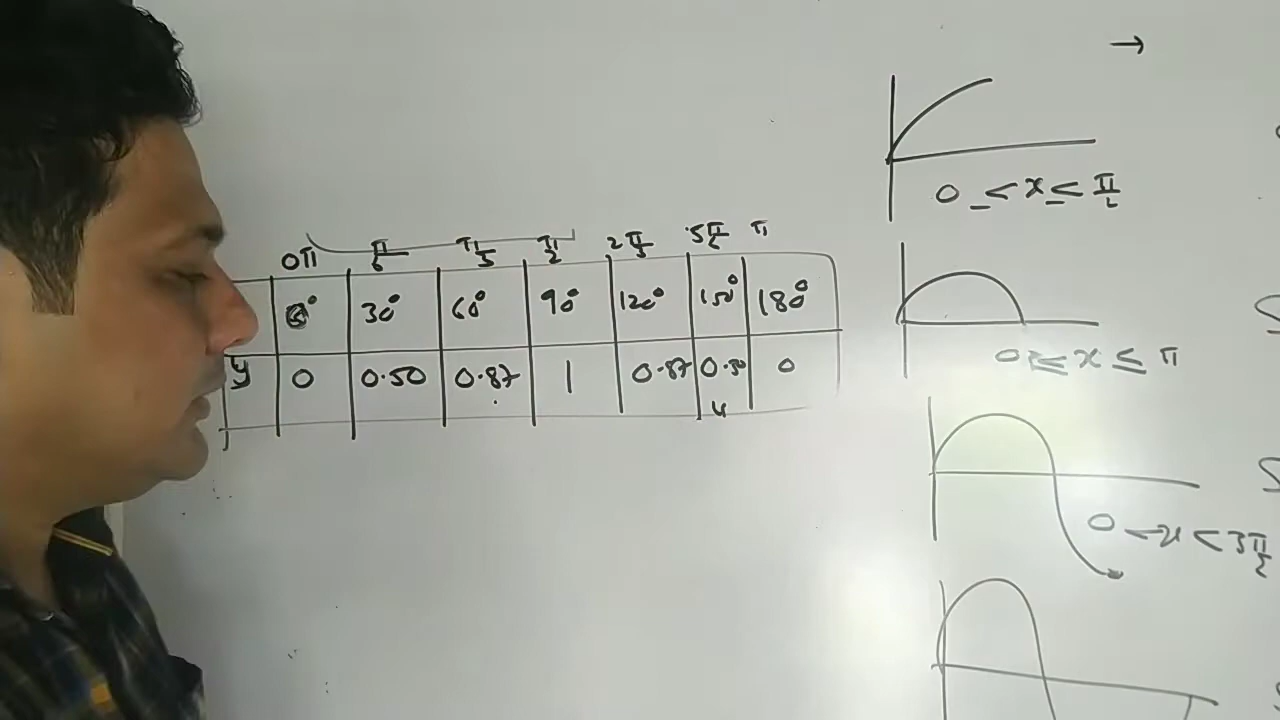 →
0 ≤ x ≤ π/2
0π π/6 π/3 π/2 2π/3 5π/6 π
0° 30° 60° 90° 120° 150° 180°
y 0 0.50 0.87 1 0.87 0.50 0
0 ≤ x ≤ π
0 < x < 3π/2